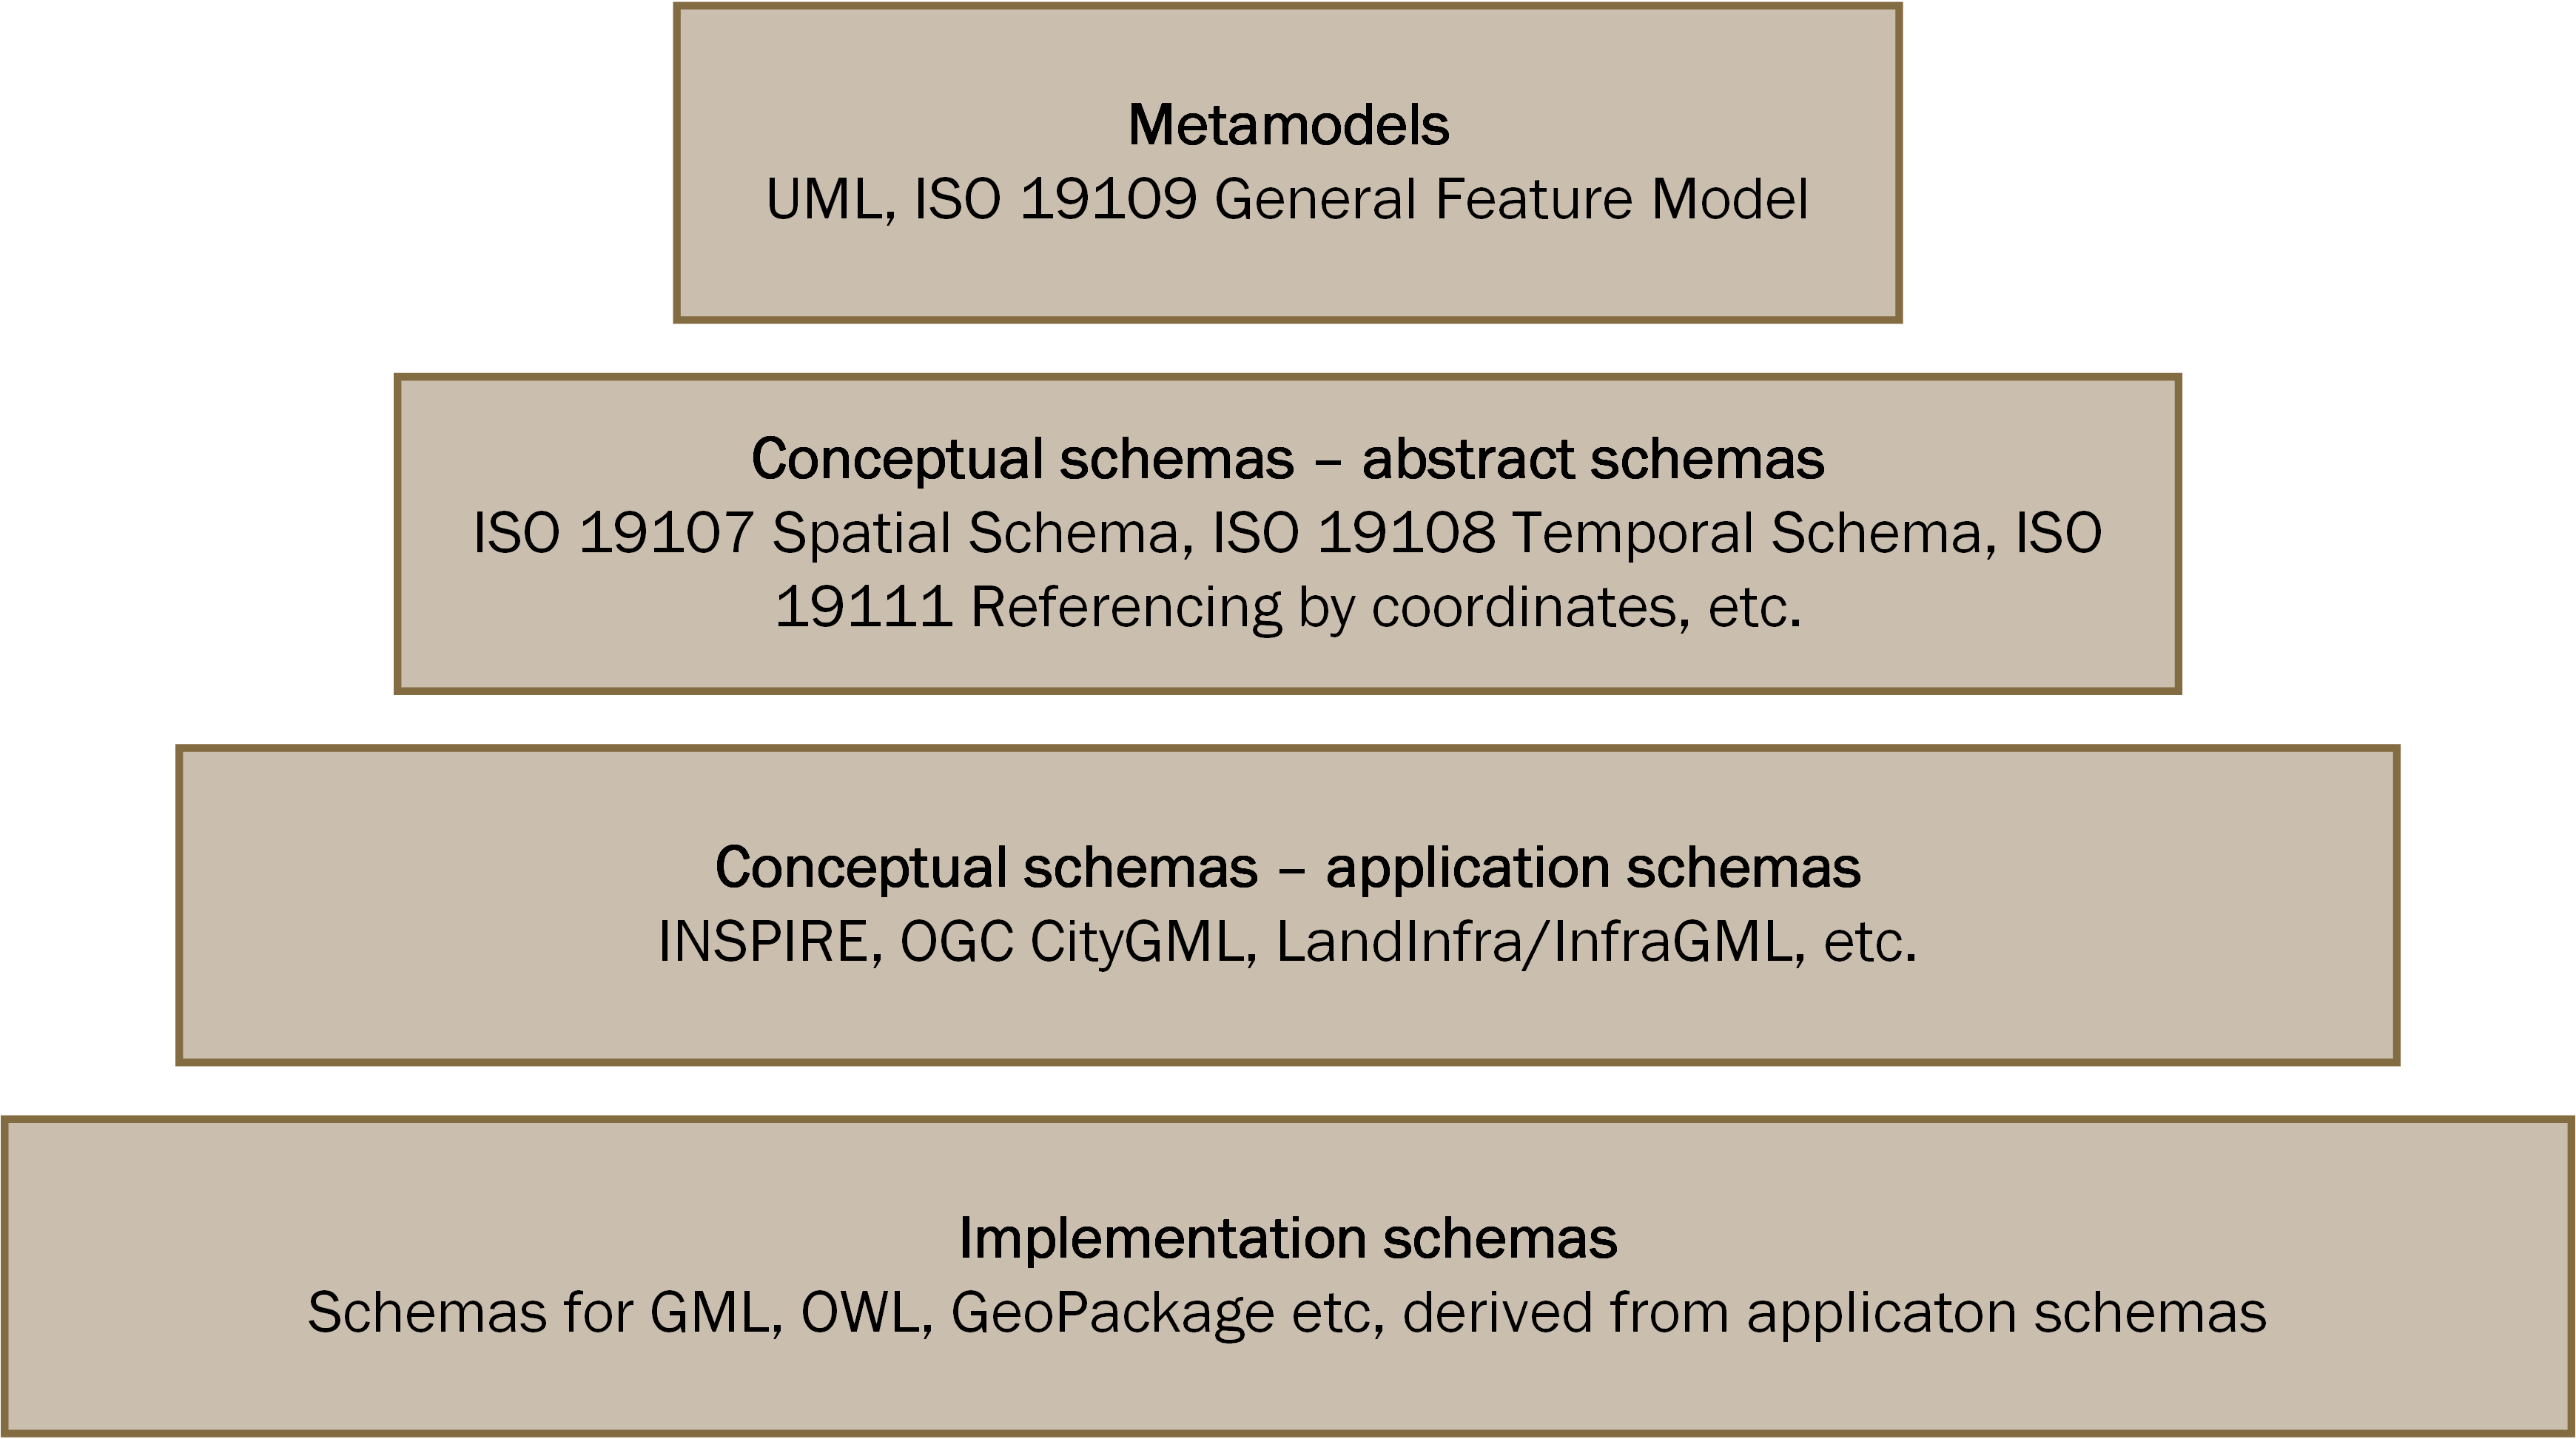 Metamodels
UML, ISO 19109 General Feature Model
Conceptual schemas – abstract schemas
ISO 19107 Spatial Schema, ISO 19108 Temporal Schema, ISO
19111 Referencing by coordinates, etc.
Conceptual schemas – application schemas
INSPIRE, OGC CityGML, LandInfra/InfraGML, etc.
Implementation schemas
Schemas for GML, OWL, GeoPackage etc, derived from applicaton schemas